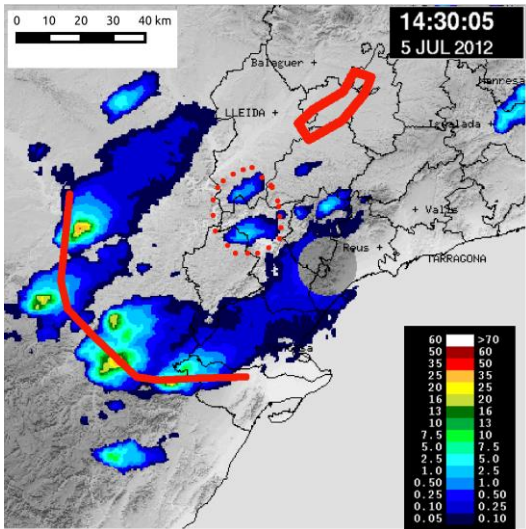 0 10 20 30 40 km
14:30:05
5 JUL 2012
Balaguer +
Manresa
LLEIDA +
Igualada +
+ Valls
Reus +
TARRAGONA
60 >70
50 60
40 50
35 40
25 35
20 25
16 20
13 16
10 13
7.5 10
5.0 7.5
2.5 5.0
1.0 2.5
0.50 1.0
0.25 0.50
0.10 0.25
0.05 0.10